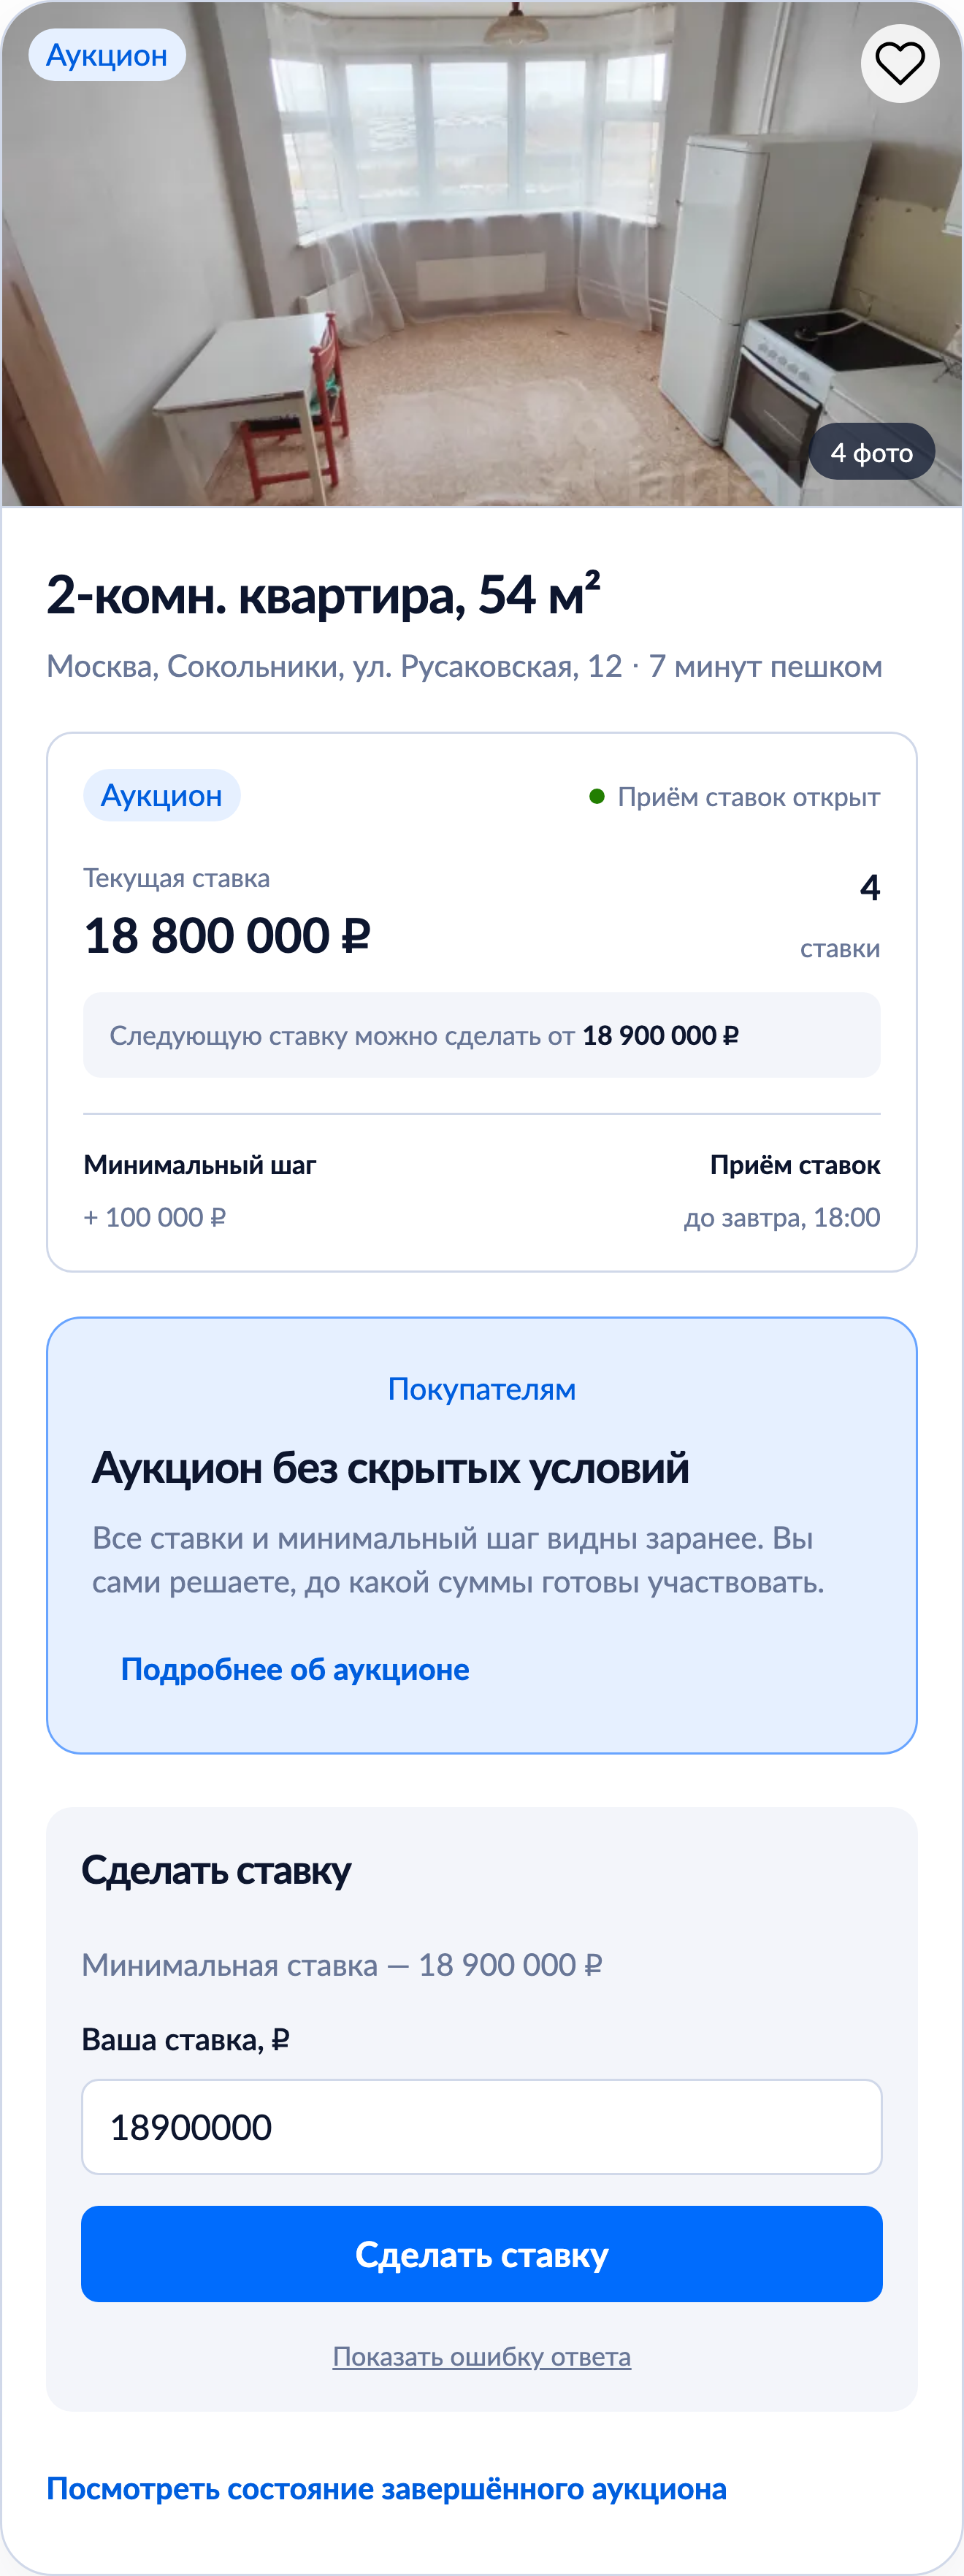 Аукцион
4 фото
2-комн. квартира, 54 м²
Москва, Сокольники, ул. Русаковская, 12 · 7 минут пешком
Аукцион
Приём ставок открыт
Текущая ставка
18 800 000 ₽
4
ставки
Следующую ставку можно сделать от 18 900 000 ₽
Минимальный шаг
+ 100 000 ₽
Приём ставок
до завтра, 18:00
Покупателям
Аукцион без скрытых условий
Все ставки и минимальный шаг видны заранее. Вы
сами решаете, до какой суммы готовы участвовать.
Подробнее об аукционе
Сделать ставку
Минимальная ставка — 18 900 000 ₽
Ваша ставка, ₽
18900000
Сделать ставку
Показать ошибку ответа
Посмотреть состояние завершённого аукциона